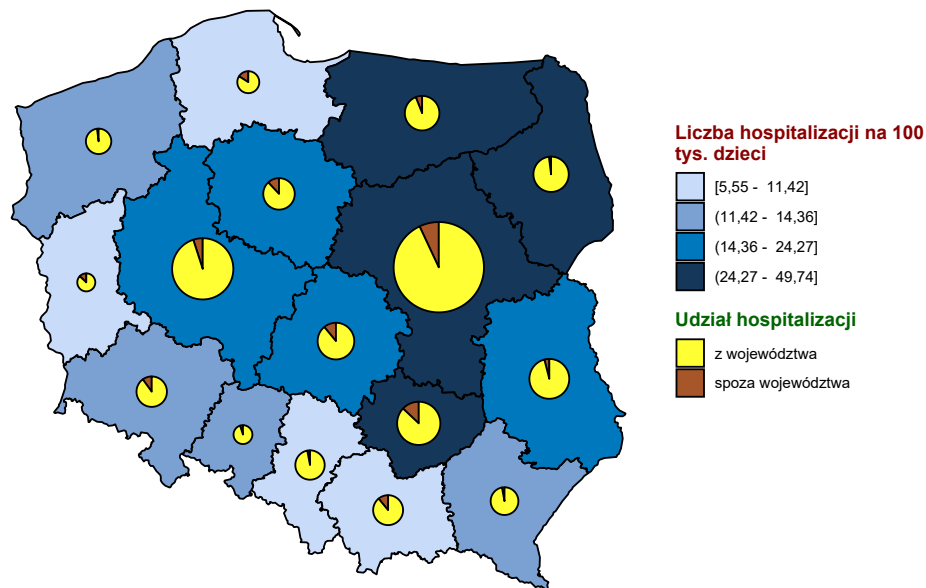 Liczba hospitalizacji na 100
tys. dzieci
[5,55 - 11,42]
(11,42 - 14,36]
(14,36 - 24,27]
(24,27 - 49,74]
Udział hospitalizacji
z województwa
spoza województwa